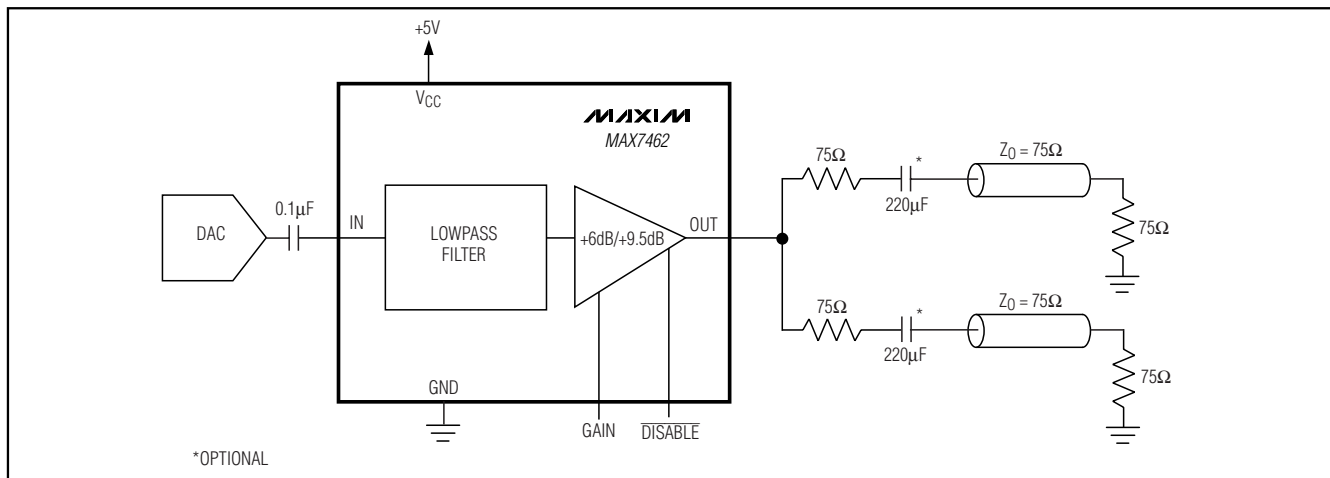 +5V
VCC
MAXIM
MAX7462
DAC
0.1µF
IN
LOWPASS
FILTER
+6dB/+9.5dB
OUT
75Ω
*
220µF
Z0 = 75Ω
75Ω
75Ω
*
220µF
Z0 = 75Ω
75Ω
GND
GAIN
DISABLE
*OPTIONAL